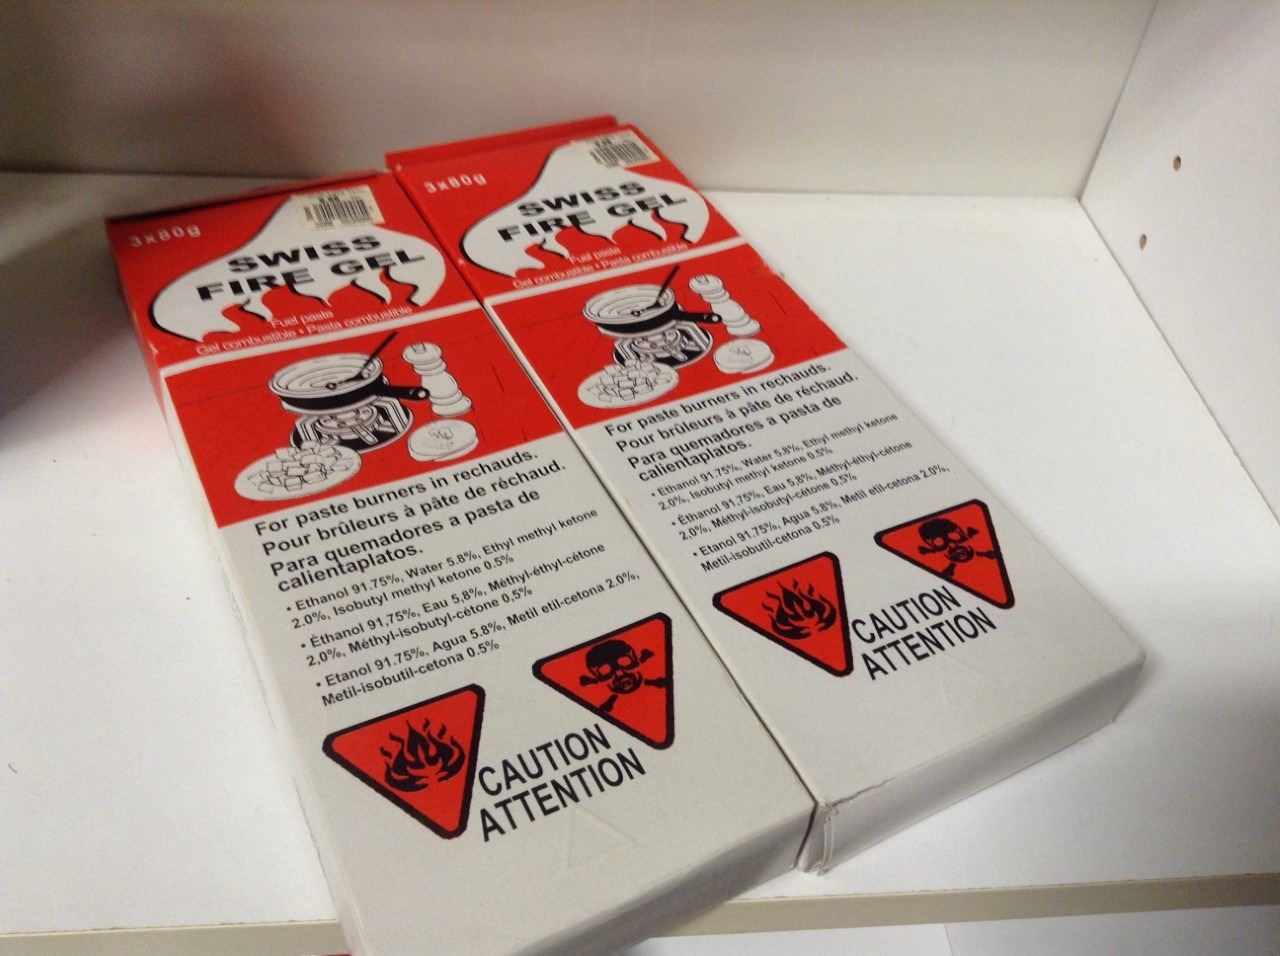 3x80g
SWISS
FIRE GEL
Fuel paste
Gel combustible • Pasta combustible
For paste burners in rechauds.
Pour brûleurs à pâte de réchaud.
Para quemadores a pasta de
calientaplatos.
• Ethanol 91.75%, Water 5.8%, Ethyl methyl ketone
2.0%, Isobutyl methyl ketone 0.5%
• Éthanol 91,75%, Eau 5,8%, Méthyl-éthyl-cétone
2,0%, Méthyl-isobutyl-cétone 0,5%
• Etanol 91.75%, Agua 5.8%, Metil etil-cetona 2.0%,
Metil-isobutil-cetona 0.5%
CAUTION
ATTENTION
3x80g
SWISS
FIRE GEL
Fuel paste
Gel combustible • Pasta combustible
For paste burners in rechauds.
Pour brûleurs à pâte de réchaud.
Para quemadores a pasta de
calientaplatos.
• Ethanol 91.75%, Water 5.8%, Ethyl methyl ketone
2.0%, Isobutyl methyl ketone 0.5%
• Éthanol 91,75%, Eau 5,8%, Méthyl-éthyl-cétone
2,0%, Méthyl-isobutyl-cétone 0,5%
• Etanol 91.75%, Agua 5.8%, Metil etil-cetona 2.0%,
Metil-isobutil-cetona 0.5%
CAUTION
ATTENTION